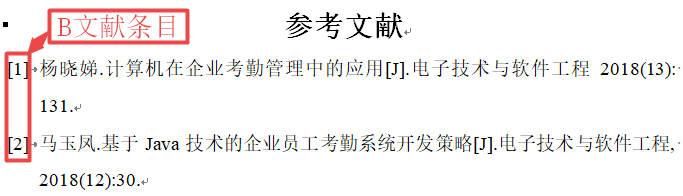 B文献条目
参考文献
[1] 杨晓娣.计算机在企业考勤管理中的应用[J].电子技术与软件工程 2018(13):
131.
[2] 马玉凤.基于 Java 技术的企业员工考勤系统开发策略[J].电子技术与软件工程,
2018(12):30.